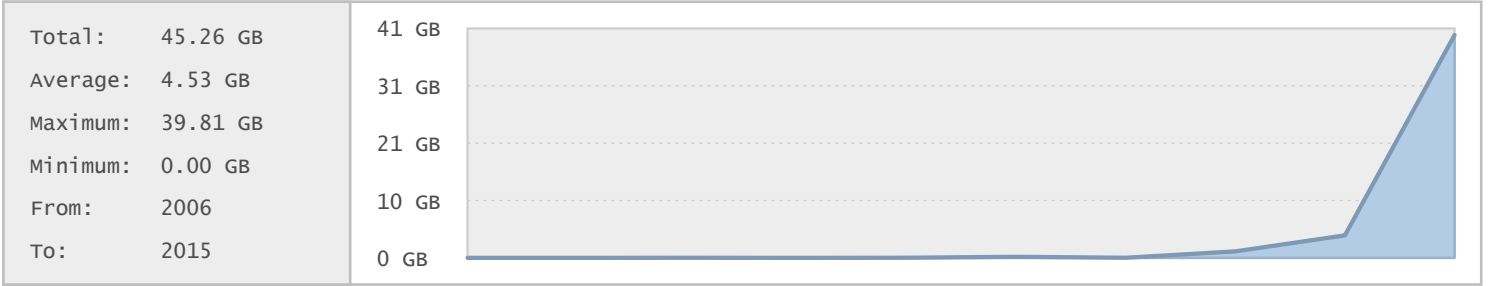 Total: 45.26 GB
Average: 4.53 GB
Maximum: 39.81 GB
Minimum: 0.00 GB
From: 2006
To: 2015
41 GB
31 GB
21 GB
10 GB
0 GB